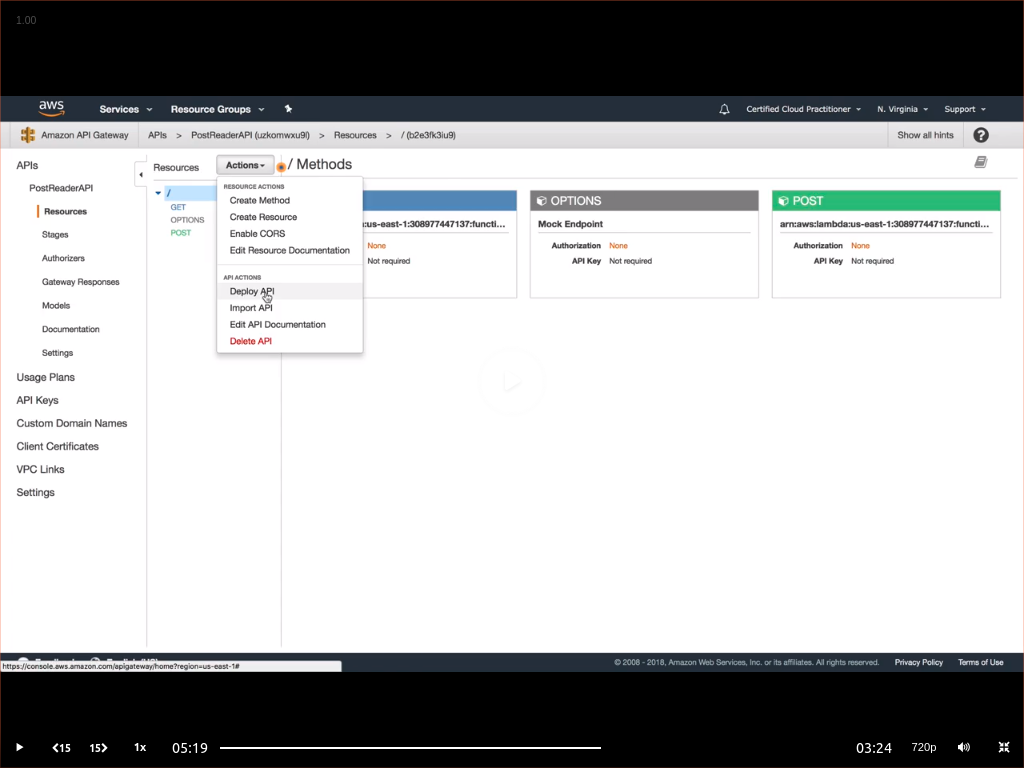 1.00
aws Services Resource Groups Certified Cloud Practitioner N. Virginia Support
Amazon API Gateway APIs > PostReaderAPI (uzkomwxu9l) > Resources > / (b2e3fk3iu9) Show all hints ?
APIs
PostReaderAPI
Resources
Stages
Authorizers
Gateway Responses
Models
Documentation
Settings
Usage Plans
API Keys
Custom Domain Names
Client Certificates
VPC Links
Settings
Resources Actions / Methods
/
GET
OPTIONS
POST
RESOURCE ACTIONS
Create Method
Create Resource
Enable CORS
Edit Resource Documentation
API ACTIONS
Deploy API
Import API
Edit API Documentation
Delete API
:us-east-1:308977447137:functi...
None
Not required
OPTIONS
Mock Endpoint
Authorization None
API Key Not required
POST
arn:aws:lambda:us-east-1:308977447137:functi...
Authorization None
API Key Not required
https://console.aws.amazon.com/apigateway/home?region=us-east-1#
© 2008 - 2018, Amazon Web Services, Inc. or its affiliates. All rights reserved. Privacy Policy Terms of Use
15 15 1x 05:19 03:24 720p